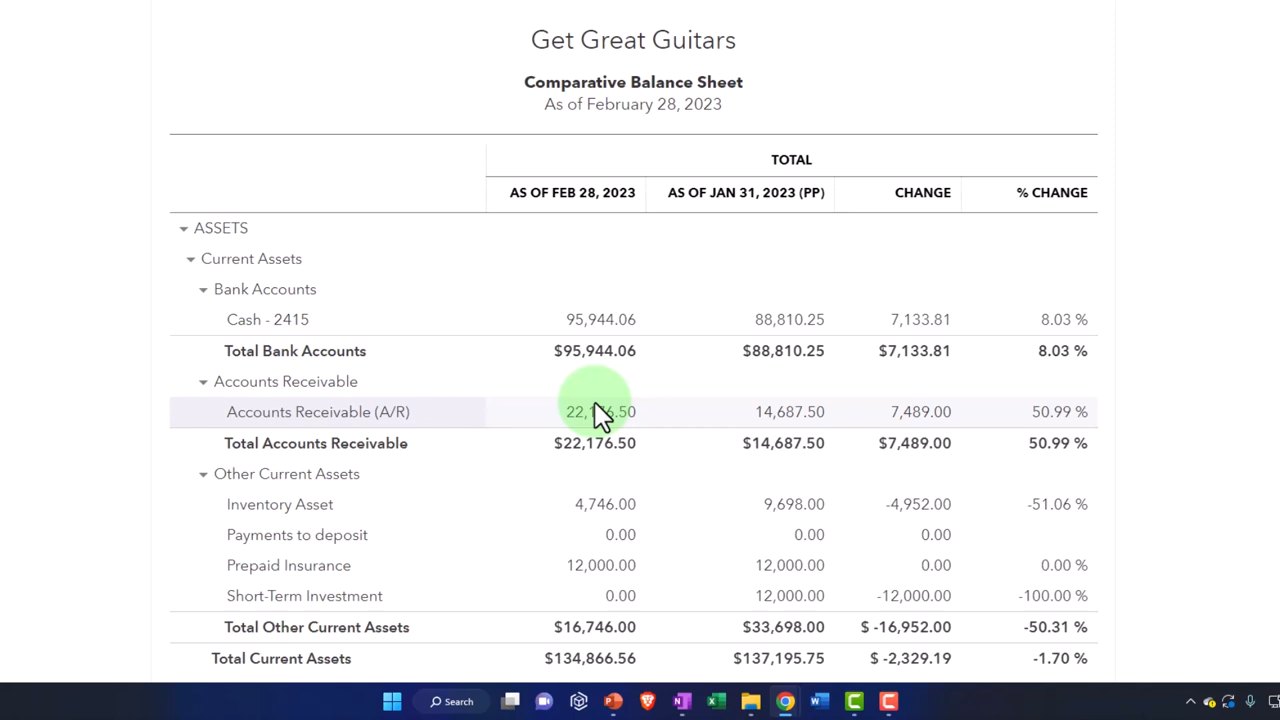 Get Great Guitars
Comparative Balance Sheet
As of February 28, 2023
TOTAL
AS OF FEB 28, 2023 AS OF JAN 31, 2023 (PP) CHANGE % CHANGE
ASSETS
Current Assets
Bank Accounts
Cash - 2415 95,944.06 88,810.25 7,133.81 8.03 %
Total Bank Accounts $95,944.06 $88,810.25 $7,133.81 8.03 %
Accounts Receivable
Accounts Receivable (A/R) 22,176.50 14,687.50 7,489.00 50.99 %
Total Accounts Receivable $22,176.50 $14,687.50 $7,489.00 50.99 %
Other Current Assets
Inventory Asset 4,746.00 9,698.00 -4,952.00 -51.06 %
Payments to deposit 0.00 0.00 0.00
Prepaid Insurance 12,000.00 12,000.00 0.00 0.00 %
Short-Term Investment 0.00 12,000.00 -12,000.00 -100.00 %
Total Other Current Assets $16,746.00 $33,698.00 $ -16,952.00 -50.31 %
Total Current Assets $134,866.56 $137,195.75 $ -2,329.19 -1.70 %
Search